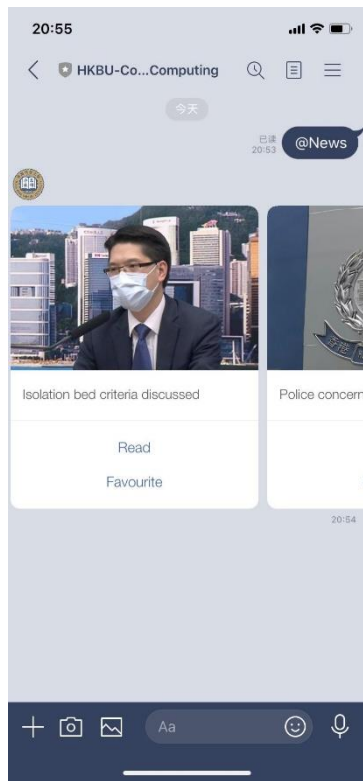 20:55
HKBU-Co...Computing
今天
已读
20:53
@News
Isolation bed criteria discussed
Police concern
Read
Favourite
20:54
Aa